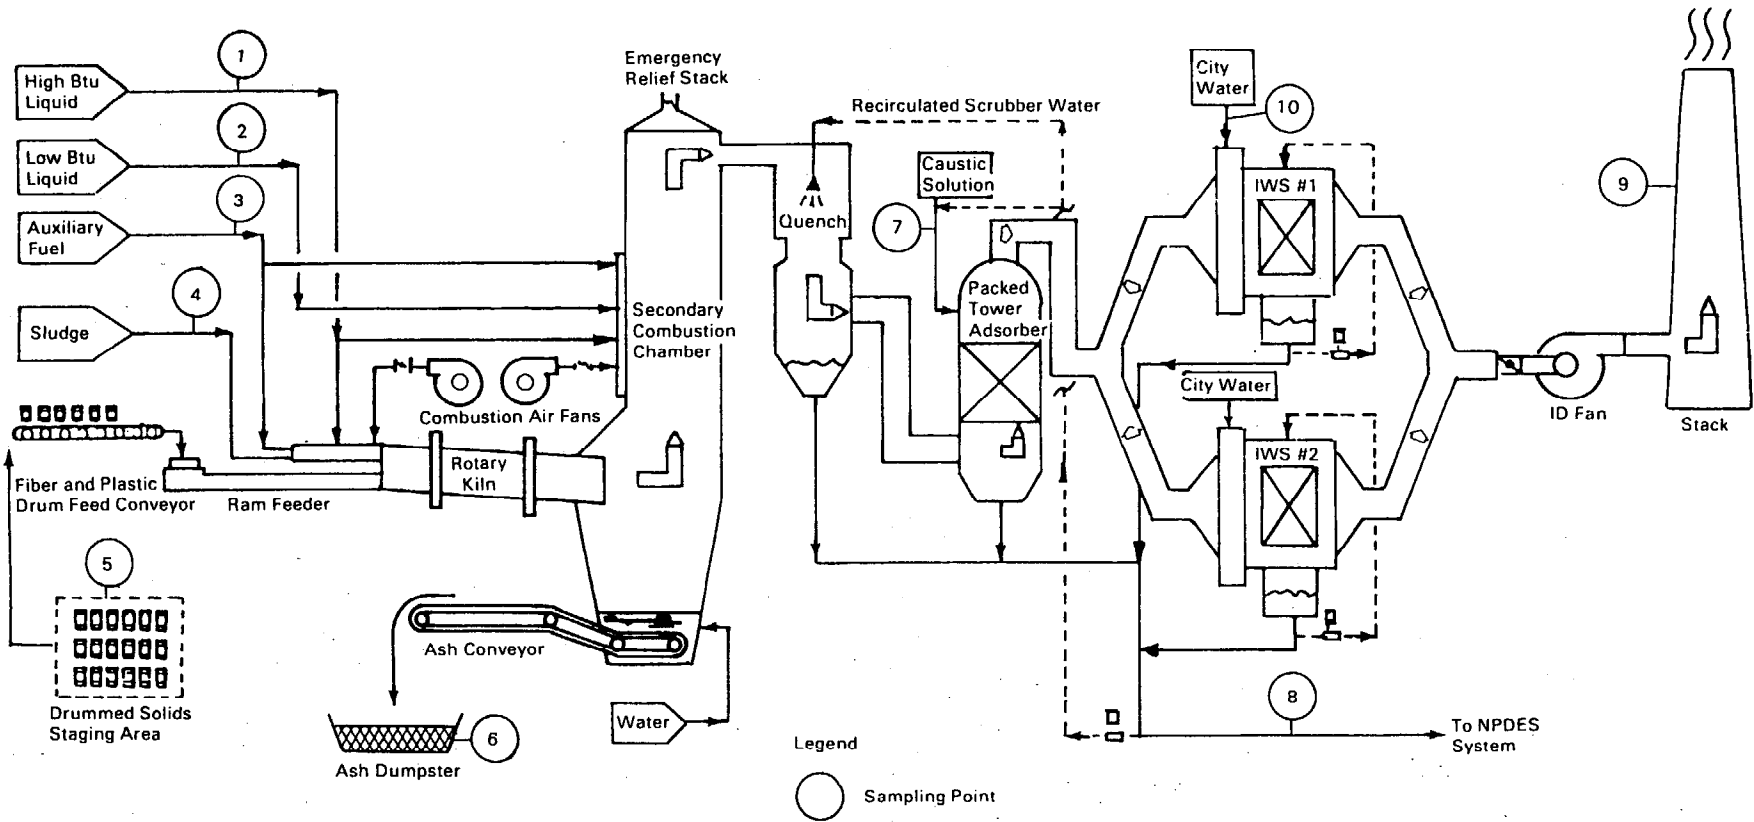 1
High Btu
Liquid
2
Low Btu
Liquid
3
Auxiliary
Fuel
4
Sludge
Emergency
Relief Stack
Recirculated Scrubber Water
Quench
Caustic
Solution
7
Packed
Tower
Adsorber
City
Water
10
IWS #1
9
Stack
ID Fan
City Water
IWS #2
Secondary
Combustion
Chamber
Combustion Air Fans
Rotary
Kiln
Fiber and Plastic
Drum Feed Conveyor
Ram Feeder
5
Drummed Solids
Staging Area
Ash Conveyor
6
Ash Dumpster
Water
8
To NPDES
System
Legend
Sampling Point